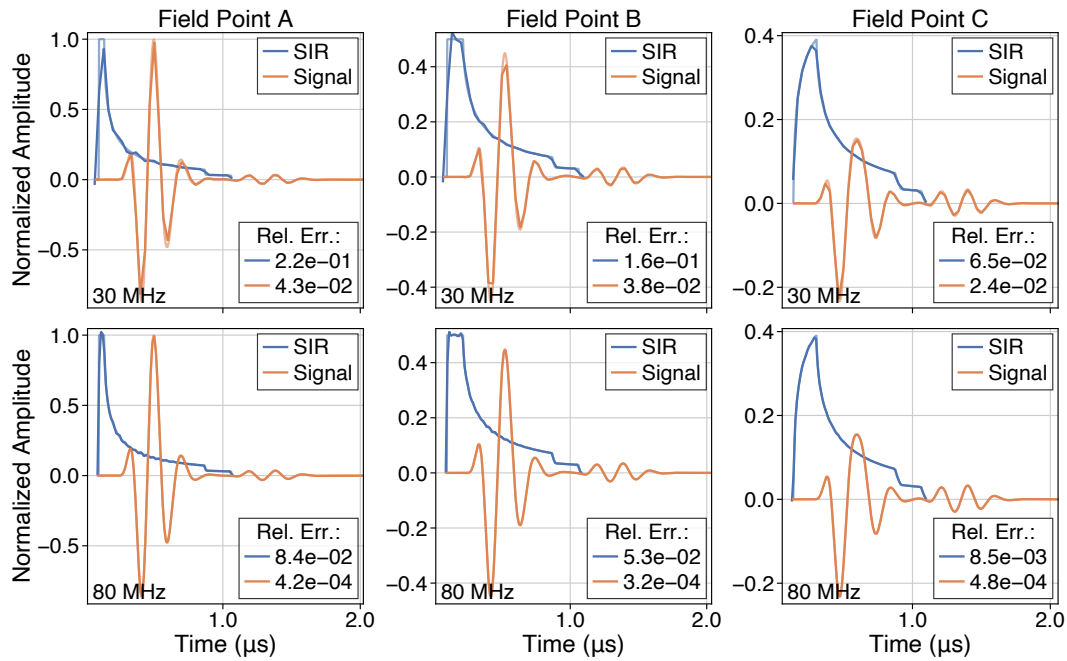 Field Point A
Field Point B
Field Point C
Normalized Amplitude
1.0
0.5
0.0
−0.5
SIR
Signal
Rel. Err.:
2.2e−01
4.3e−02
30 MHz
0.4
0.2
0.0
−0.2
−0.4
SIR
Signal
Rel. Err.:
1.6e−01
3.8e−02
30 MHz
0.4
0.2
0.0
−0.2
SIR
Signal
Rel. Err.:
6.5e−02
2.4e−02
30 MHz
Normalized Amplitude
1.0
0.5
0.0
−0.5
SIR
Signal
Rel. Err.:
8.4e−02
4.2e−04
80 MHz
1.0
2.0
Time (μs)
0.4
0.2
0.0
−0.2
−0.4
SIR
Signal
Rel. Err.:
5.3e−02
3.2e−04
80 MHz
1.0
2.0
Time (μs)
0.4
0.2
0.0
−0.2
SIR
Signal
Rel. Err.:
8.5e−03
4.8e−04
80 MHz
1.0
2.0
Time (μs)